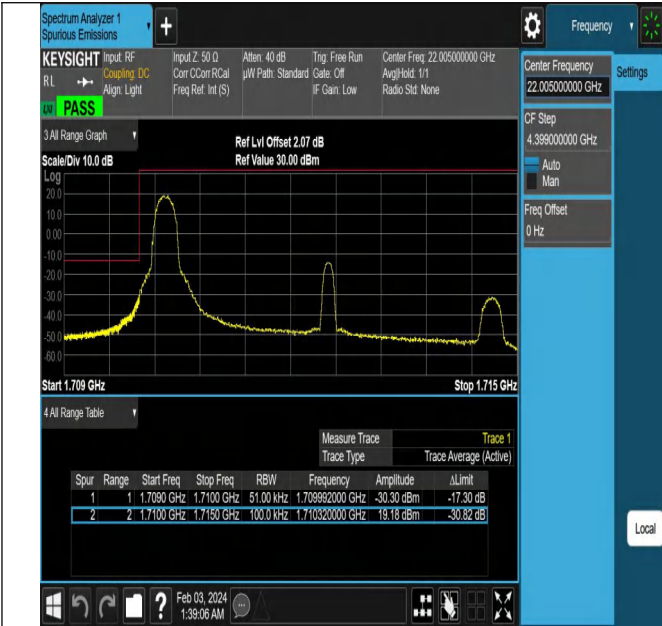 Spectrum Analyzer 1
Spurious Emissions
Frequency
KEYSIGHT
Input: RF
Coupling: DC
Align: Light
Input Z: 50 Ω
Corr CCorr RCal
Freq Ref: Int (S)
Atten: 40 dB
µW Path: Standard
Trig: Free Run
Gate: Off
IF Gain: Low
Center Freq: 22.005000000 GHz
Avg|Hold: 1/1
Radio Std: None
RL
PASS
Center Frequency
22.005000000 GHz
Settings
CF Step
4.399000000 GHz
Auto
Man
Freq Offset
0 Hz
3 All Range Graph
Scale/Div 10.0 dB
Ref Lvl Offset 2.07 dB
Ref Value 30.00 dBm
Log
20.0
10.0
0.00
-10.0
-20.0
-30.0
-40.0
-50.0
-60.0
Start 1.709 GHz
Stop 1.715 GHz
4 All Range Table
Measure Trace Trace 1
Trace Type Trace Average (Active)
Spur Range Start Freq Stop Freq RBW Frequency Amplitude ΔLimit
1 1 1.7090 GHz 1.7100 GHz 51.00 kHz 1.709992000 GHz -30.30 dBm -17.30 dB
2 2 1.7100 GHz 1.7150 GHz 100.0 kHz 1.710320000 GHz 19.18 dBm -30.82 dB
Local
Feb 03, 2024
1:39:06 AM